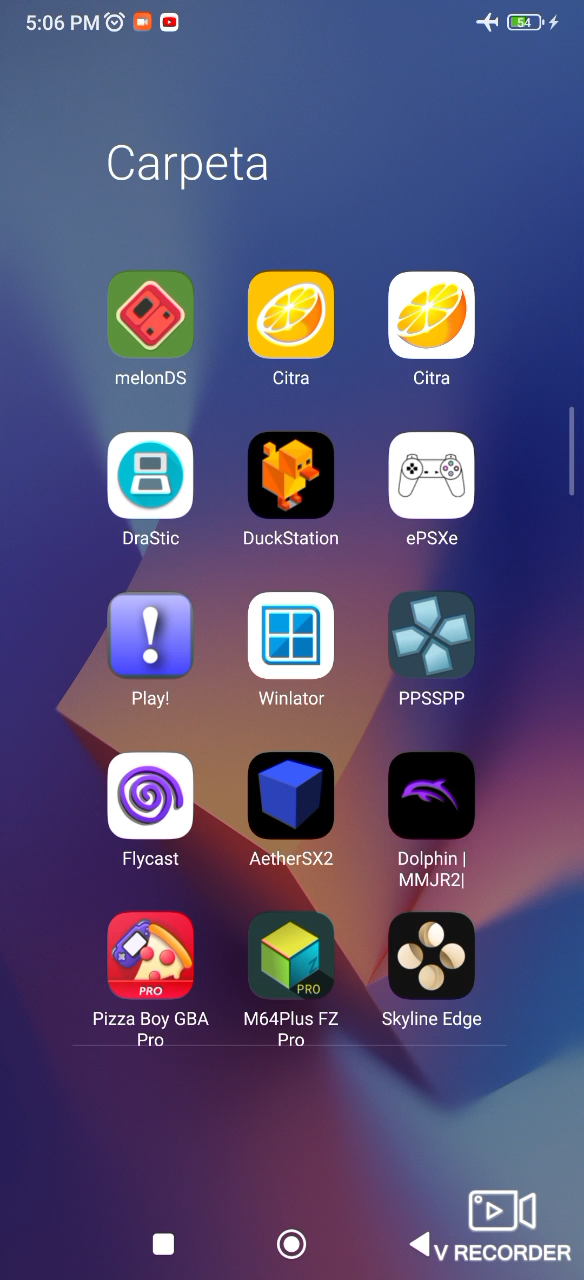 5:06 PM
54
Carpeta
melonDS
Citra
Citra
DraStic
DuckStation
ePSXe
Play!
Winlator
PPSSPP
Flycast
AetherSX2
Dolphin |
MMJR2|
PRO
Z
PRO
Pizza Boy GBA
Pro
M64Plus FZ
Pro
Skyline Edge
V RECORDER